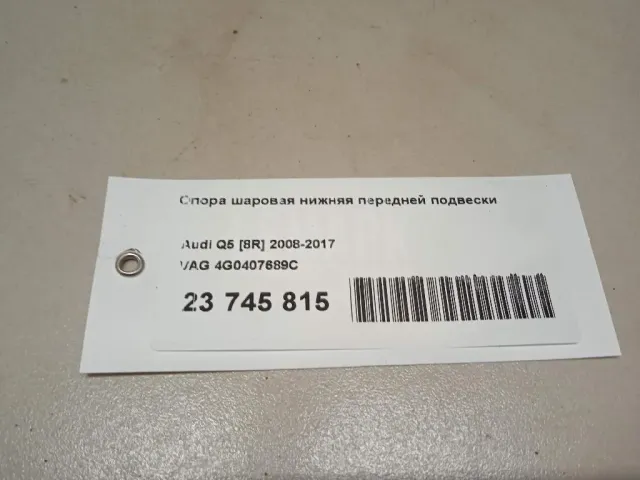 Опора шаровая нижняя передней подвески
Audi Q5 [8R] 2008-2017
VAG 4G0407689C
23 745 815